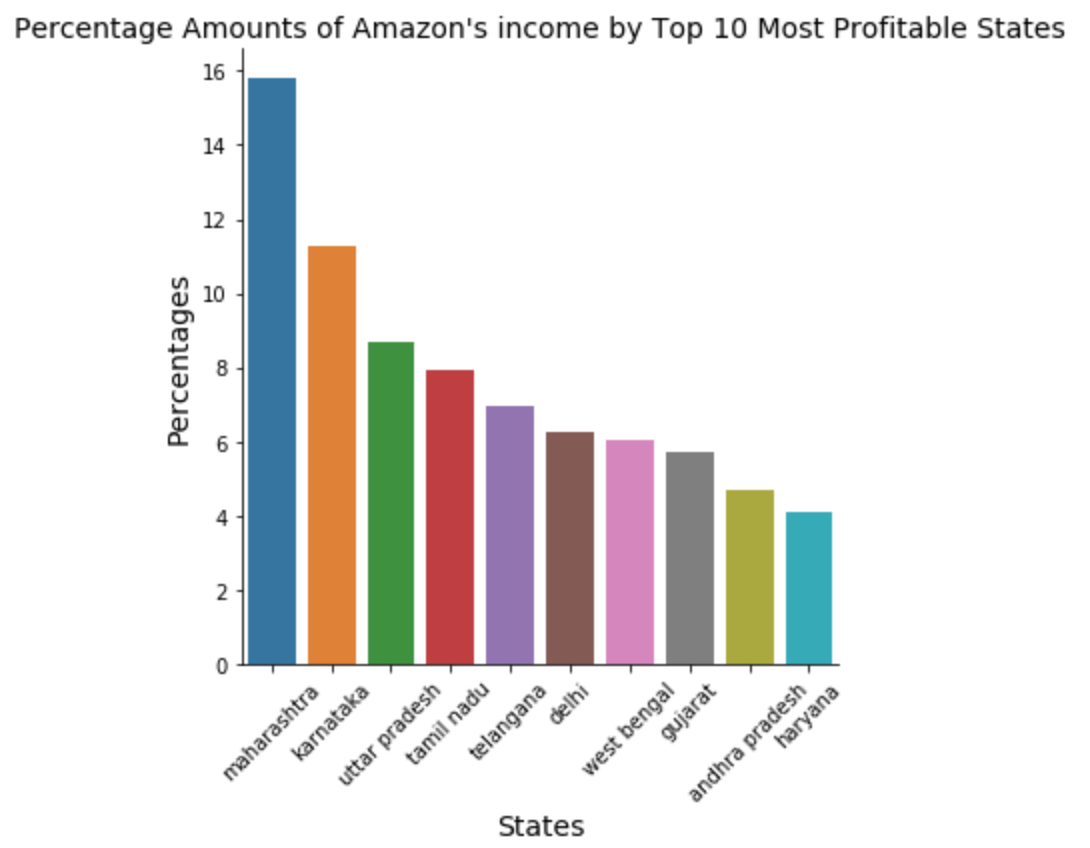 Percentage Amounts of Amazon's income by Top 10 Most Profitable States
16
14
12
10
8
6
4
2
0
Percentages
maharashtra
karnataka
uttar pradesh
tamil nadu
telangana
delhi
west bengal
gujarat
andhra pradesh
haryana
States